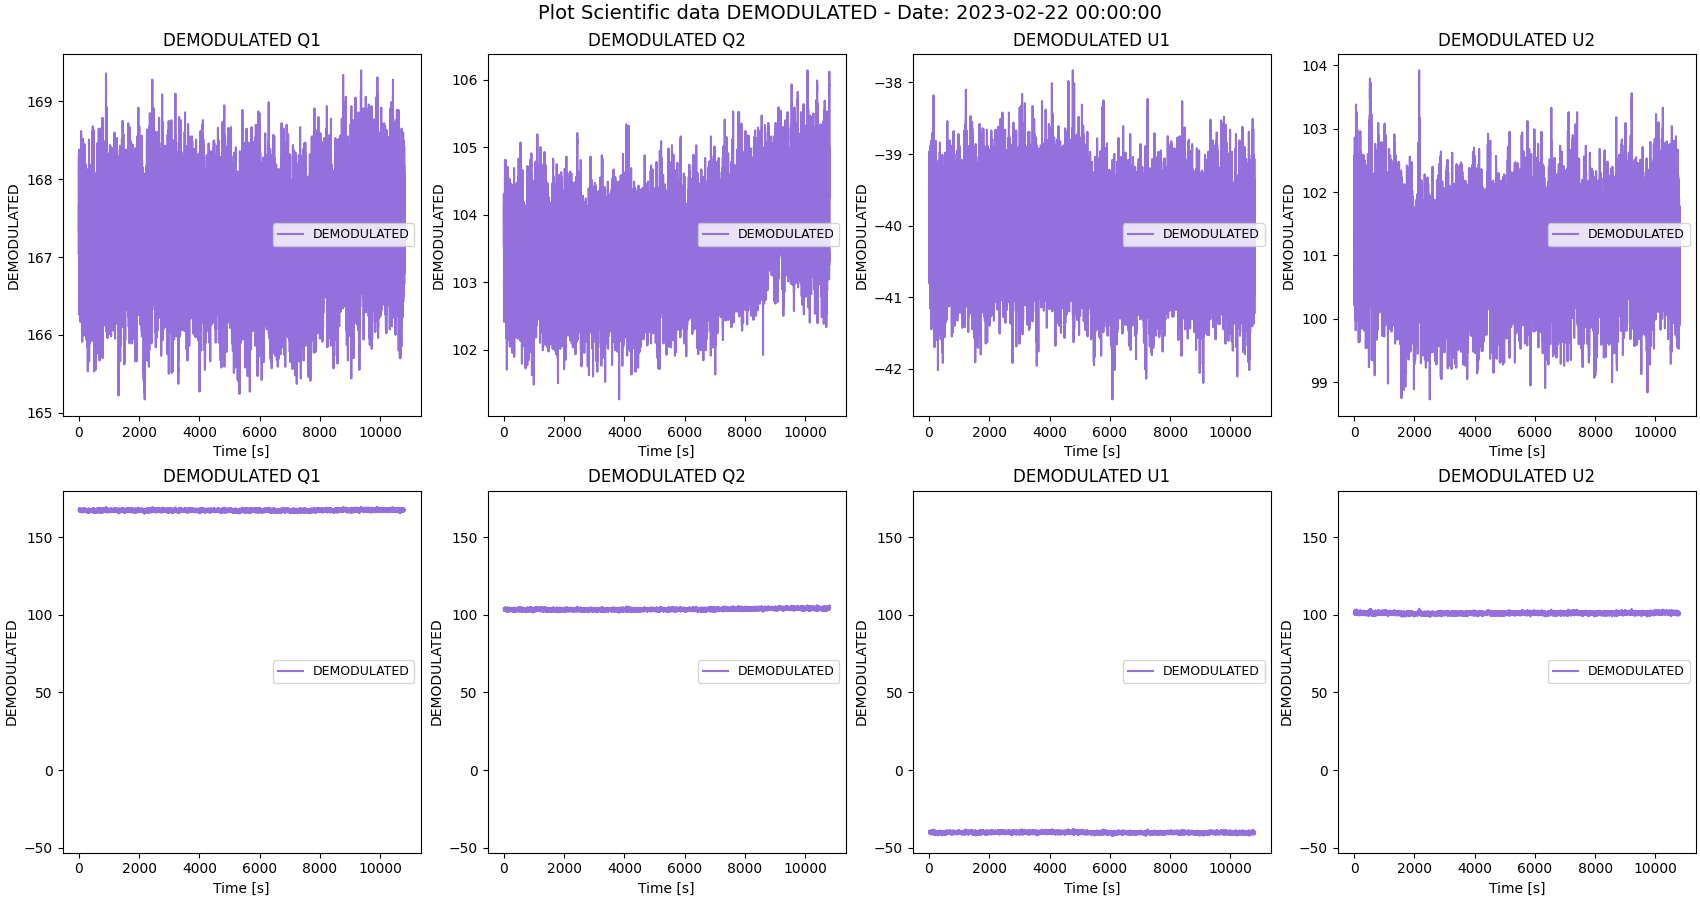 Plot Scientific data DEMODULATED - Date: 2023-02-22 00:00:00
DEMODULATED Q1
DEMODULATED
169
168
167
166
165
DEMODULATED
0 2000 4000 6000 8000 10000
Time [s]
DEMODULATED Q2
DEMODULATED
106
105
104
103
102
DEMODULATED
0 2000 4000 6000 8000 10000
Time [s]
DEMODULATED U1
DEMODULATED
−38
−39
−40
−41
−42
DEMODULATED
0 2000 4000 6000 8000 10000
Time [s]
DEMODULATED U2
DEMODULATED
104
103
102
101
100
99
DEMODULATED
0 2000 4000 6000 8000 10000
Time [s]
DEMODULATED Q1
DEMODULATED
150
100
50
0
−50
DEMODULATED
0 2000 4000 6000 8000 10000
Time [s]
DEMODULATED Q2
DEMODULATED
150
100
50
0
−50
DEMODULATED
0 2000 4000 6000 8000 10000
Time [s]
DEMODULATED U1
DEMODULATED
150
100
50
0
−50
DEMODULATED
0 2000 4000 6000 8000 10000
Time [s]
DEMODULATED U2
DEMODULATED
150
100
50
0
−50
DEMODULATED
0 2000 4000 6000 8000 10000
Time [s]